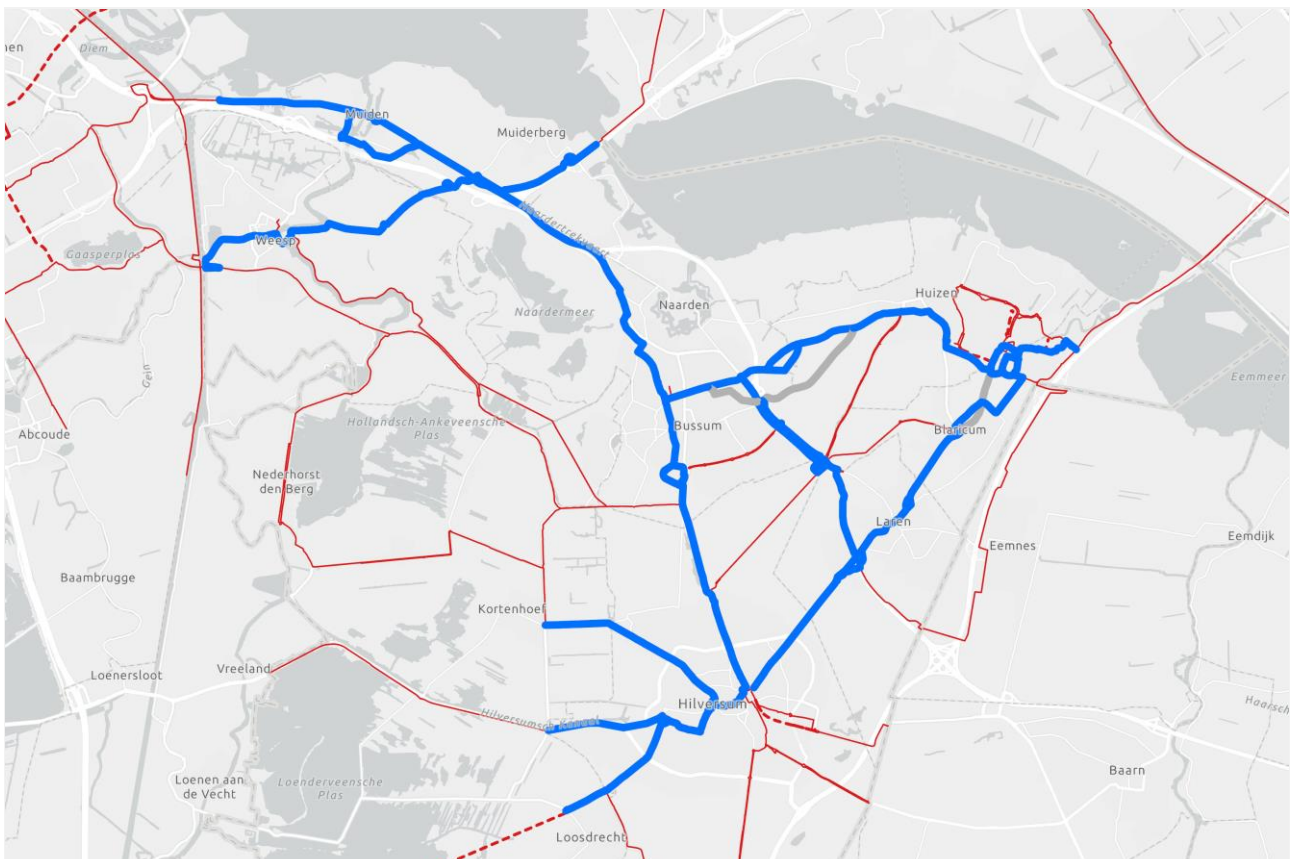 Diem
nen
Muiden
Muiderberg
Naardertrekvaart
Weesp
Gaasperplas
Naarden
Huizen
Naardermeer
Eemmeer
Gein
Abcoude
Hollandsch-Ankeveensche
Plas
Bussum
Blaricum
Nederhorst
den Berg
Laren
Eemnes
Eemdijk
Baambrugge
Kortenhoef
Loenersloot
Vreeland
Hilversum
Hilversumsch Kanaal
Haarsch
Loenen aan
de Vecht
Loenderveensche
Plas
Baarn
Loosdrecht